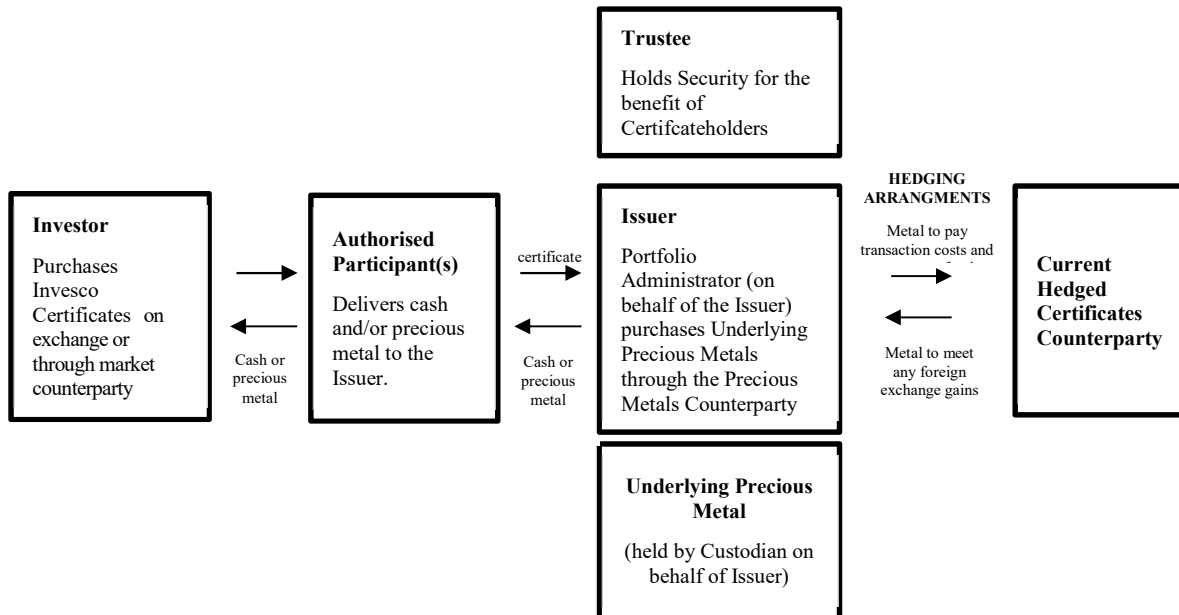 Trustee
Holds Security for the
benefit of
Certifcateholders
Investor
Purchases
Invesco
Certificates on
exchange or
through market
counterparty
Cash or
precious
metal
Authorised
Participant(s)
Delivers cash
and/or precious
metal to the
Issuer.
certificate
Cash or
precious
metal
Issuer
Portfolio
Administrator (on
behalf of the Issuer)
purchases Underlying
Precious Metals
through the Precious
Metals Counterparty
HEDGING
ARRANGMENTS
Metal to pay
transaction costs and
Metal to meet
any foreign
exchange gains
Current
Hedged
Certificates
Counterparty
Underlying Precious
Metal
(held by Custodian on
behalf of Issuer)